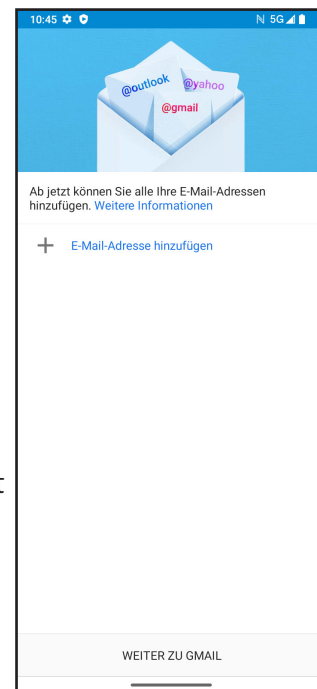 10:45
5G
@outlook
@yahoo
@gmail
Ab jetzt können Sie alle Ihre E-Mail-Adressen
hinzufügen. Weitere Informationen
E-Mail-Adresse hinzufügen
t
WEITER ZU GMAIL